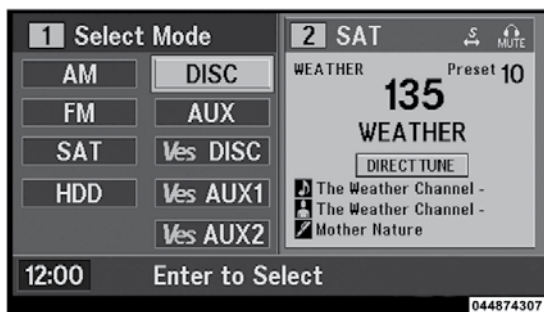 1 Select Mode
AM DISC
FM AUX
SAT Ves DISC
HDD Ves AUX1
Ves AUX2
2 SAT S MUTE
WEATHER Preset 10
135
WEATHER
DIRECT TUNE
The Weather Channel -
The Weather Channel -
Mother Nature
12:00 Enter to Select
044874307